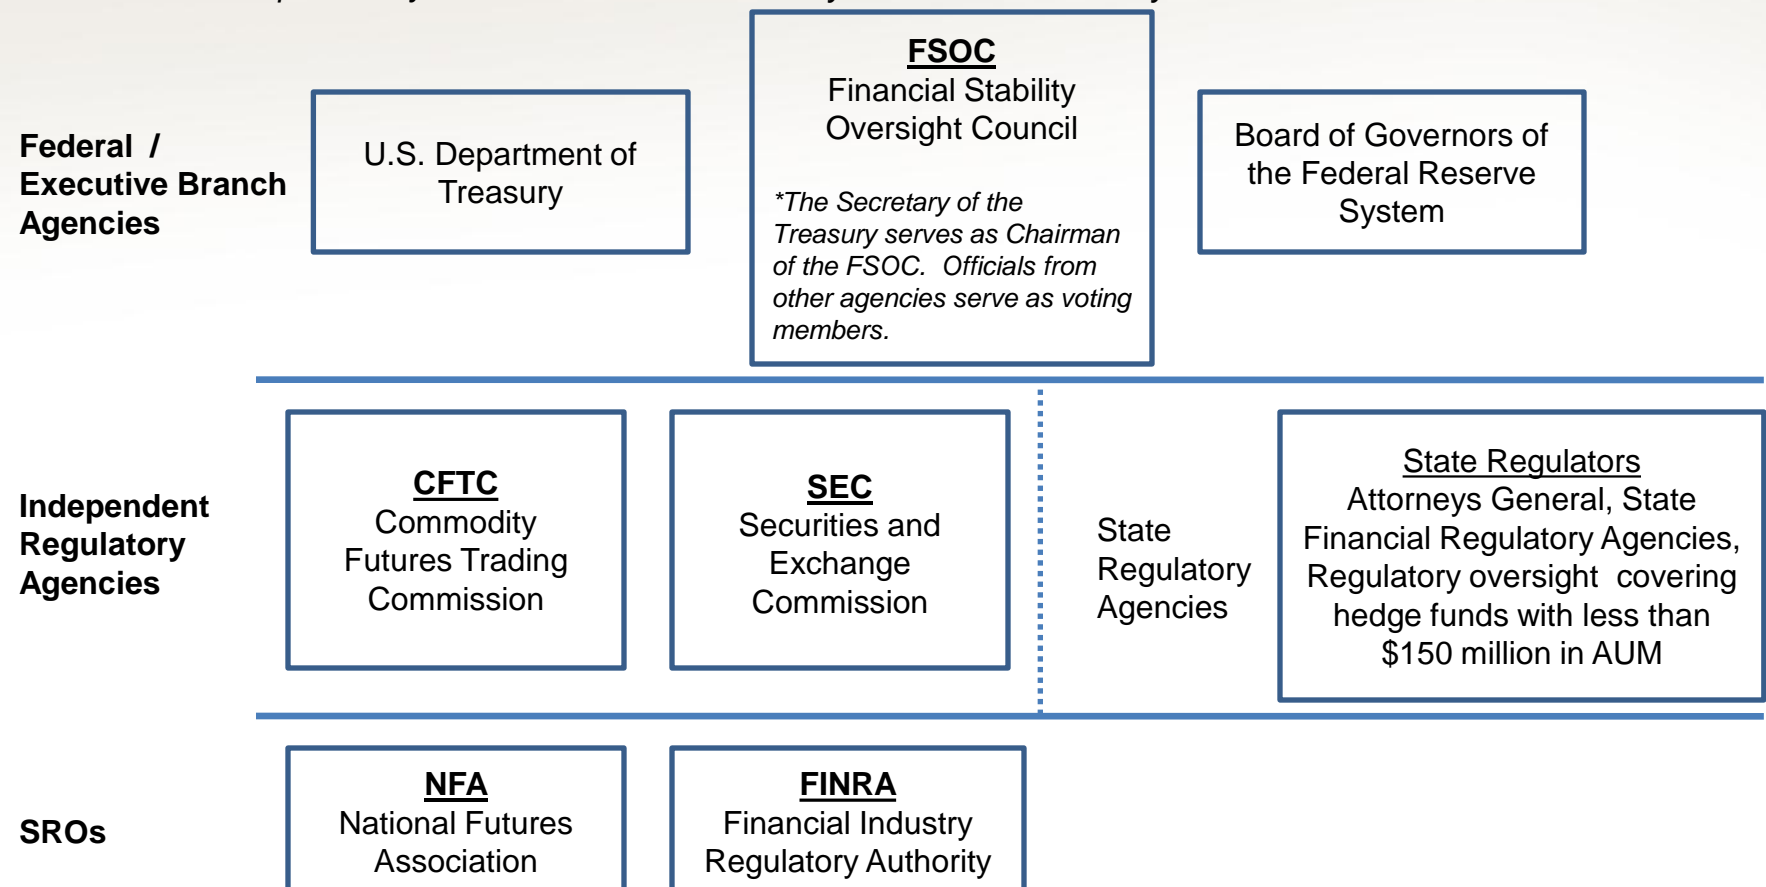 Federal /
Executive Branch
Agencies
U.S. Department of
Treasury
FSOC
Financial Stability
Oversight Council
*The Secretary of the
Treasury serves as Chairman
of the FSOC. Officials from
other agencies serve as voting
members.
Board of Governors of
the Federal Reserve
System
Independent
Regulatory
Agencies
CFTC
Commodity
Futures Trading
Commission
SEC
Securities and
Exchange
Commission
State
Regulatory
Agencies
State Regulators
Attorneys General, State
Financial Regulatory Agencies,
Regulatory oversight covering
hedge funds with less than
$150 million in AUM
SROs
NFA
National Futures
Association
FINRA
Financial Industry
Regulatory Authority